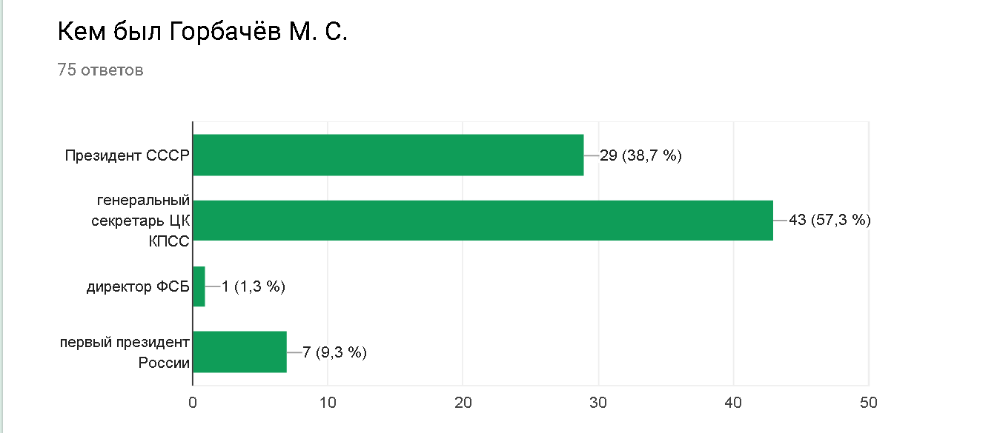 Кем был Горбачёв М. С.
75 ответов
Президент СССР
29 (38,7 %)
генеральный
секретарь ЦК
КПСС
43 (57,3 %)
директор ФСБ
1 (1,3 %)
первый президент
России
7 (9,3 %)
0 10 20 30 40 50